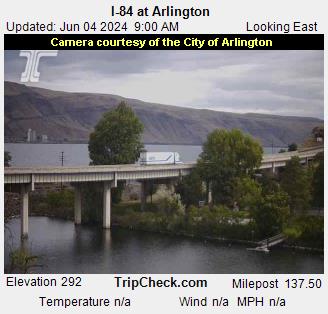 I-84 at Arlington
Updated: Jun 04 2024 9:00 AM Looking East
Camera courtesy of the City of Arlington
Elevation 292 TripCheck.com Milepost 137.50
Temperature n/a Wind n/a MPH n/a